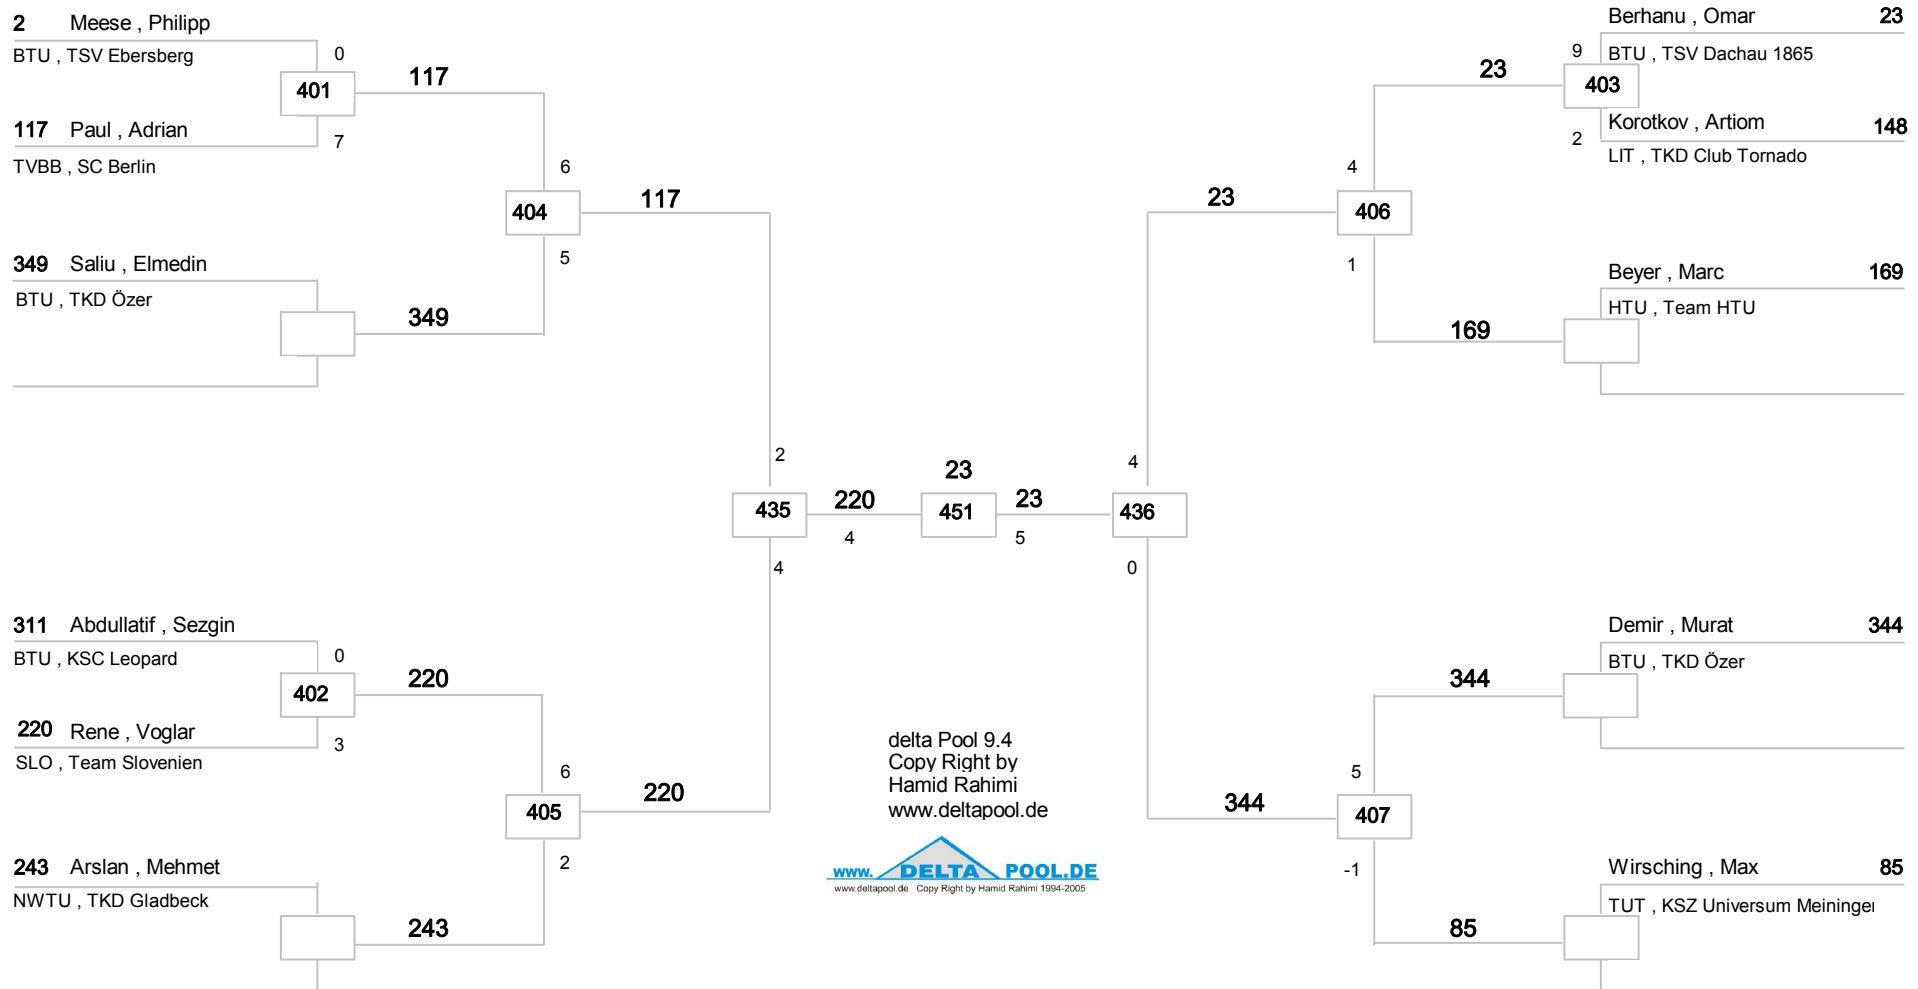 2 Meese , Philipp
BTU , TSV Ebersberg
0
401
117
117 Paul , Adrian
7
TVBB , SC Berlin
6
404
117
5
349 Saliu , Elmedin
BTU , TKD Özer
349
2
435
220
4
4
311 Abdullatif , Sezgin
BTU , KSC Leopard
0
402
220
220 Rene , Voglar
3
SLO , Team Slovenien
6
405
220
2
243 Arslan , Mehmet
NWTU , TKD Gladbeck
243
23
451
23
5
delta Pool 9.4
Copy Right by
Hamid Rahimi
www.deltapool.de
www. DELTA POOL.DE
www.deltapool.de Copy Right by Hamid Rahimi 1994-2005
Berhanu , Omar 23
9
BTU , TSV Dachau 1865
23
403
Korotkov , Artiom 148
2
LIT , TKD Club Tornado
4
23
406
1
Beyer , Marc 169
HTU , Team HTU
169
4
436
0
Demir , Murat 344
BTU , TKD Özer
344
5
344
407
-1
Wirsching , Max 85
TUT , KSZ Universum Meininge
85